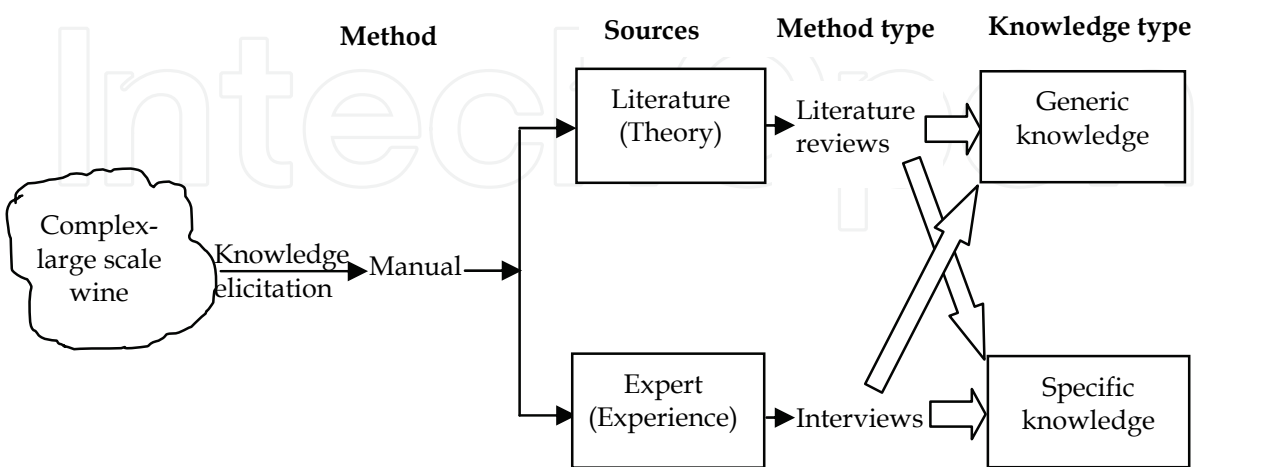 Method
Sources
Method type
Knowledge type
IntechOpen
Literature
(Theory)
Literature
reviews
Generic
knowledge
Complex-
large scale
wine
Knowledge
elicitation
Manual
Expert
(Experience)
Interviews
Specific
knowledge